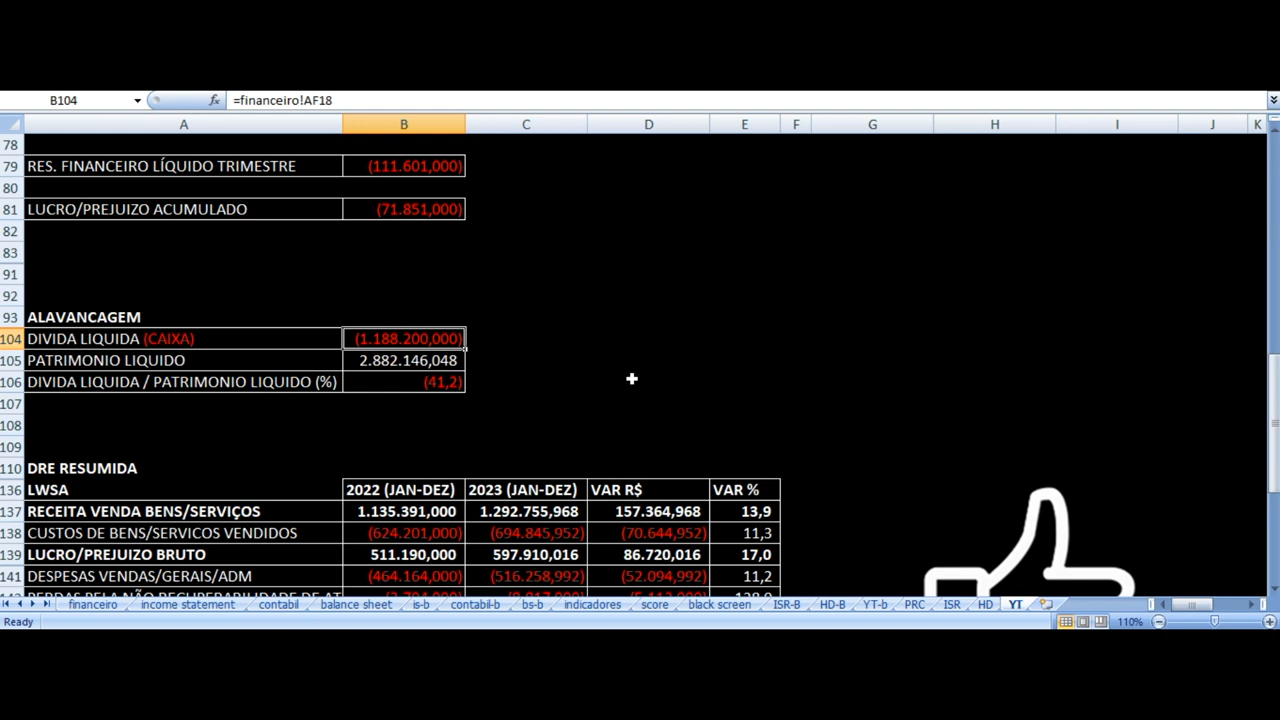 B104 fx =financeiro!AF18
A B C D E F G H I J K
78
79 RES. FINANCEIRO LÍQUIDO TRIMESTRE (111.601,000)
80
81 LUCRO/PREJUIZO ACUMULADO (71.851,000)
82
83
91
92
93 ALAVANCAGEM
104 DIVIDA LIQUIDA (CAIXA) (1.188.200,000)
105 PATRIMONIO LIQUIDO 2.882.146,048
106 DIVIDA LIQUIDA / PATRIMONIO LIQUIDO (%) (41,2)
107
108
109
110 DRE RESUMIDA
136 LWSA 2022 (JAN-DEZ) 2023 (JAN-DEZ) VAR R$ VAR %
137 RECEITA VENDA BENS/SERVIÇOS 1.135.391,000 1.292.755,968 157.364,968 13,9
138 CUSTOS DE BENS/SERVICOS VENDIDOS (624.201,000) (694.845,952) (70.644,952) 11,3
139 LUCRO/PREJUIZO BRUTO 511.190,000 597.910,016 86.720,016 17,0
141 DESPESAS VENDAS/GERAIS/ADM (464.164,000) (516.258,992) (52.094,992) 11,2
financeiro income statement contabil balance sheet is-b contabil-b bs-b indicadores score black screen ISR-B HD-B YT-b PRC ISR HD YT
Ready 110%